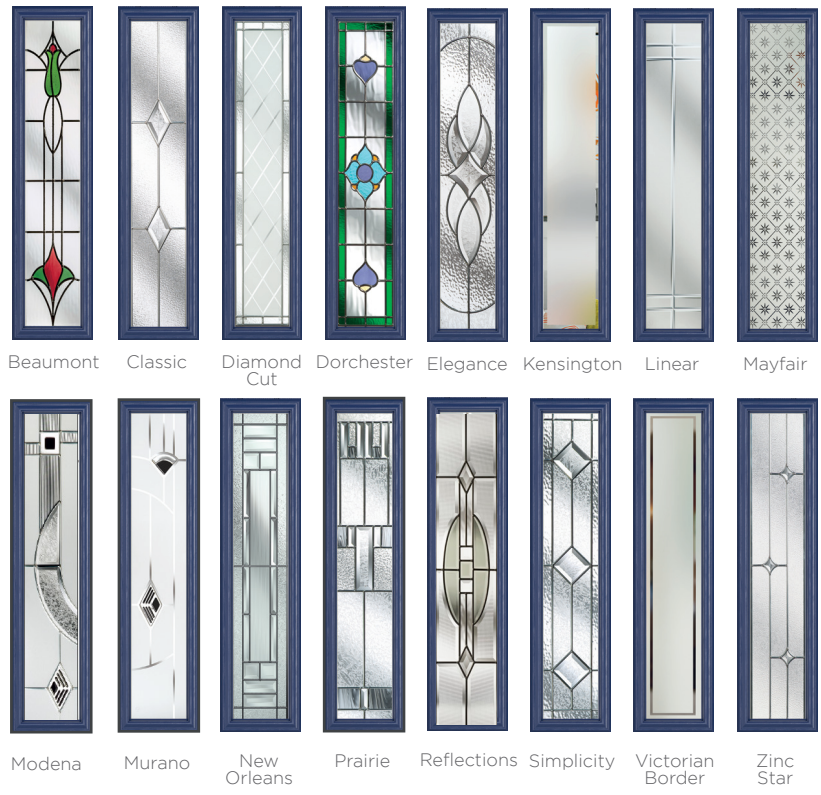 Beaumont
Classic
Diamond
Cut
Dorchester
Elegance
Kensington
Linear
Mayfair
Modena
Murano
New
Orleans
Prairie
Reflections
Simplicity
Victorian
Border
Zinc
Star